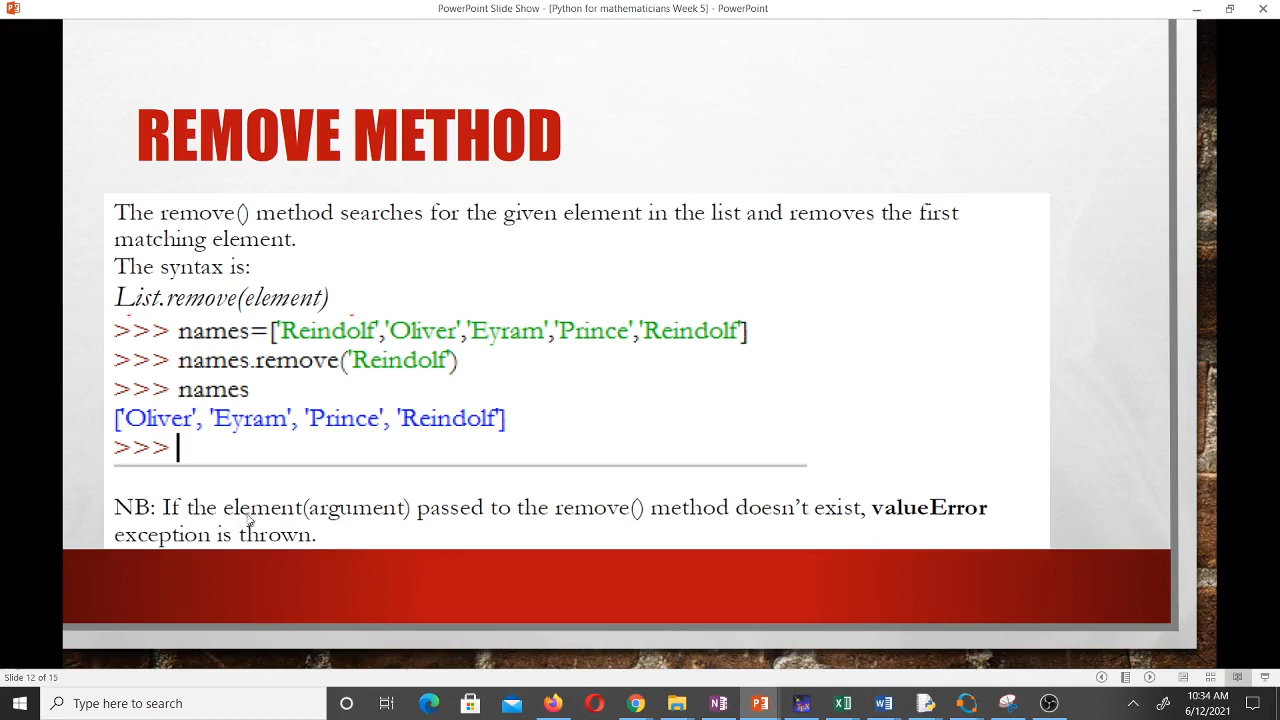 PowerPoint Slide Show - [Python for mathematicians Week 5] - PowerPoint
REMOVE METHOD
The remove() method searches for the given element in the list and removes the first
matching element.
The syntax is:
List.remove(element)
>>> names=['Reindolf','Oliver','Eyram','Prince','Reindolf']
>>> names.remove('Reindolf')
>>> names
['Oliver', 'Eyram', 'Prince', 'Reindolf']
>>>
NB: If the element(argument) passed to the remove() method doesn’t exist, valueError
exception is thrown.
Slide 12 of 15
Type here to search
10:34 AM
6/12/2021